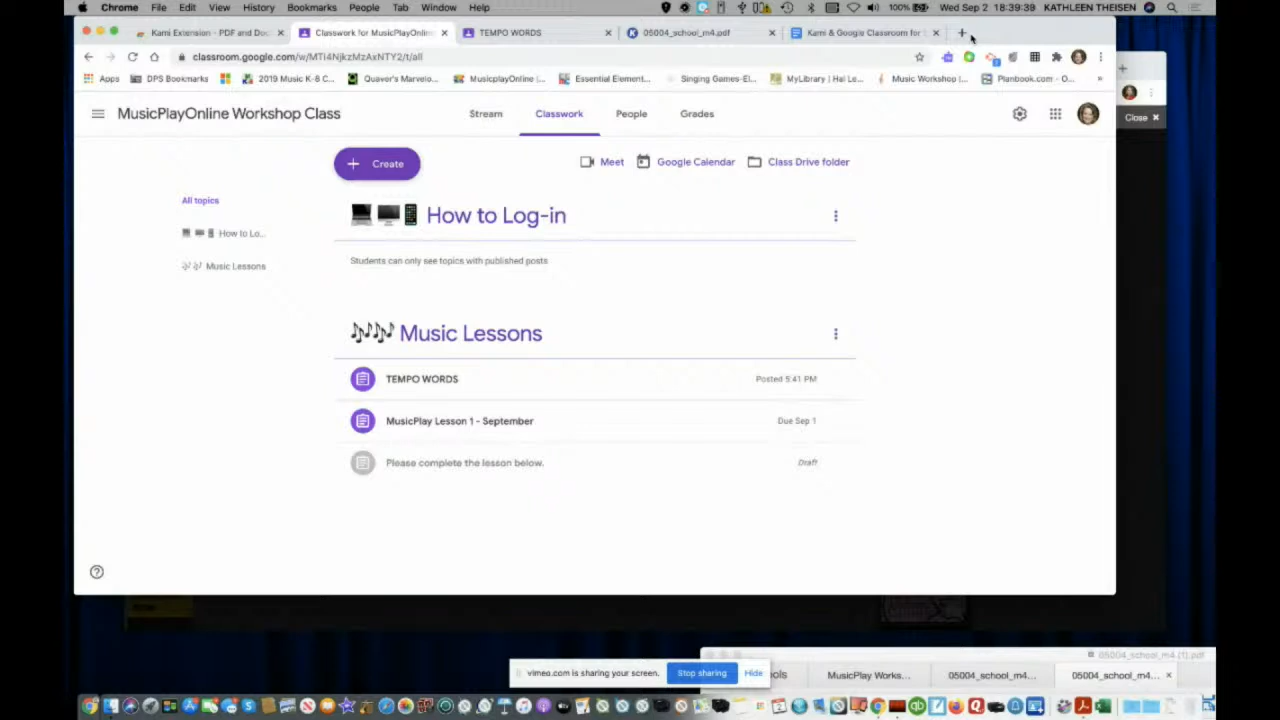 Chrome File Edit View History Bookmarks People Tab Window Help 100% Wed Sep 2 18:39:39 KATHLEEN THEISEN
Kami Extension - PDF and Doc × Classwork for MusicPlayOnline × TEMPO WORDS × 05004_school_m4.pdf × Kami & Google Classroom for × +
classroom.google.com/w/MTi4NjkzMzAxNTY2/t/all
Apps DPS Bookmarks 2019 Music K-8 C... Quaver's Marvelo... MusicplayOnline |... Essential Element... Singing Games-El... MyLibrary | Hal Le... Music Workshop |... Planbook.com - O... »
MusicPlayOnline Workshop Class Stream Classwork People Grades
Close ×
+ Create Meet Google Calendar Class Drive folder
All topics
How to Lo...
Music Lessons
How to Log-in
Students can only see topics with published posts
Music Lessons
TEMPO WORDS Posted 5:41 PM
MusicPlay Lesson 1 - September Due Sep 1
Please complete the lesson below. Draft
05004_school_m4 (1).pdf
vimeo.com is sharing your screen. Stop sharing Hide
ols MusicPlay Works... 05004_school_m4... 05004_school_m4... ×